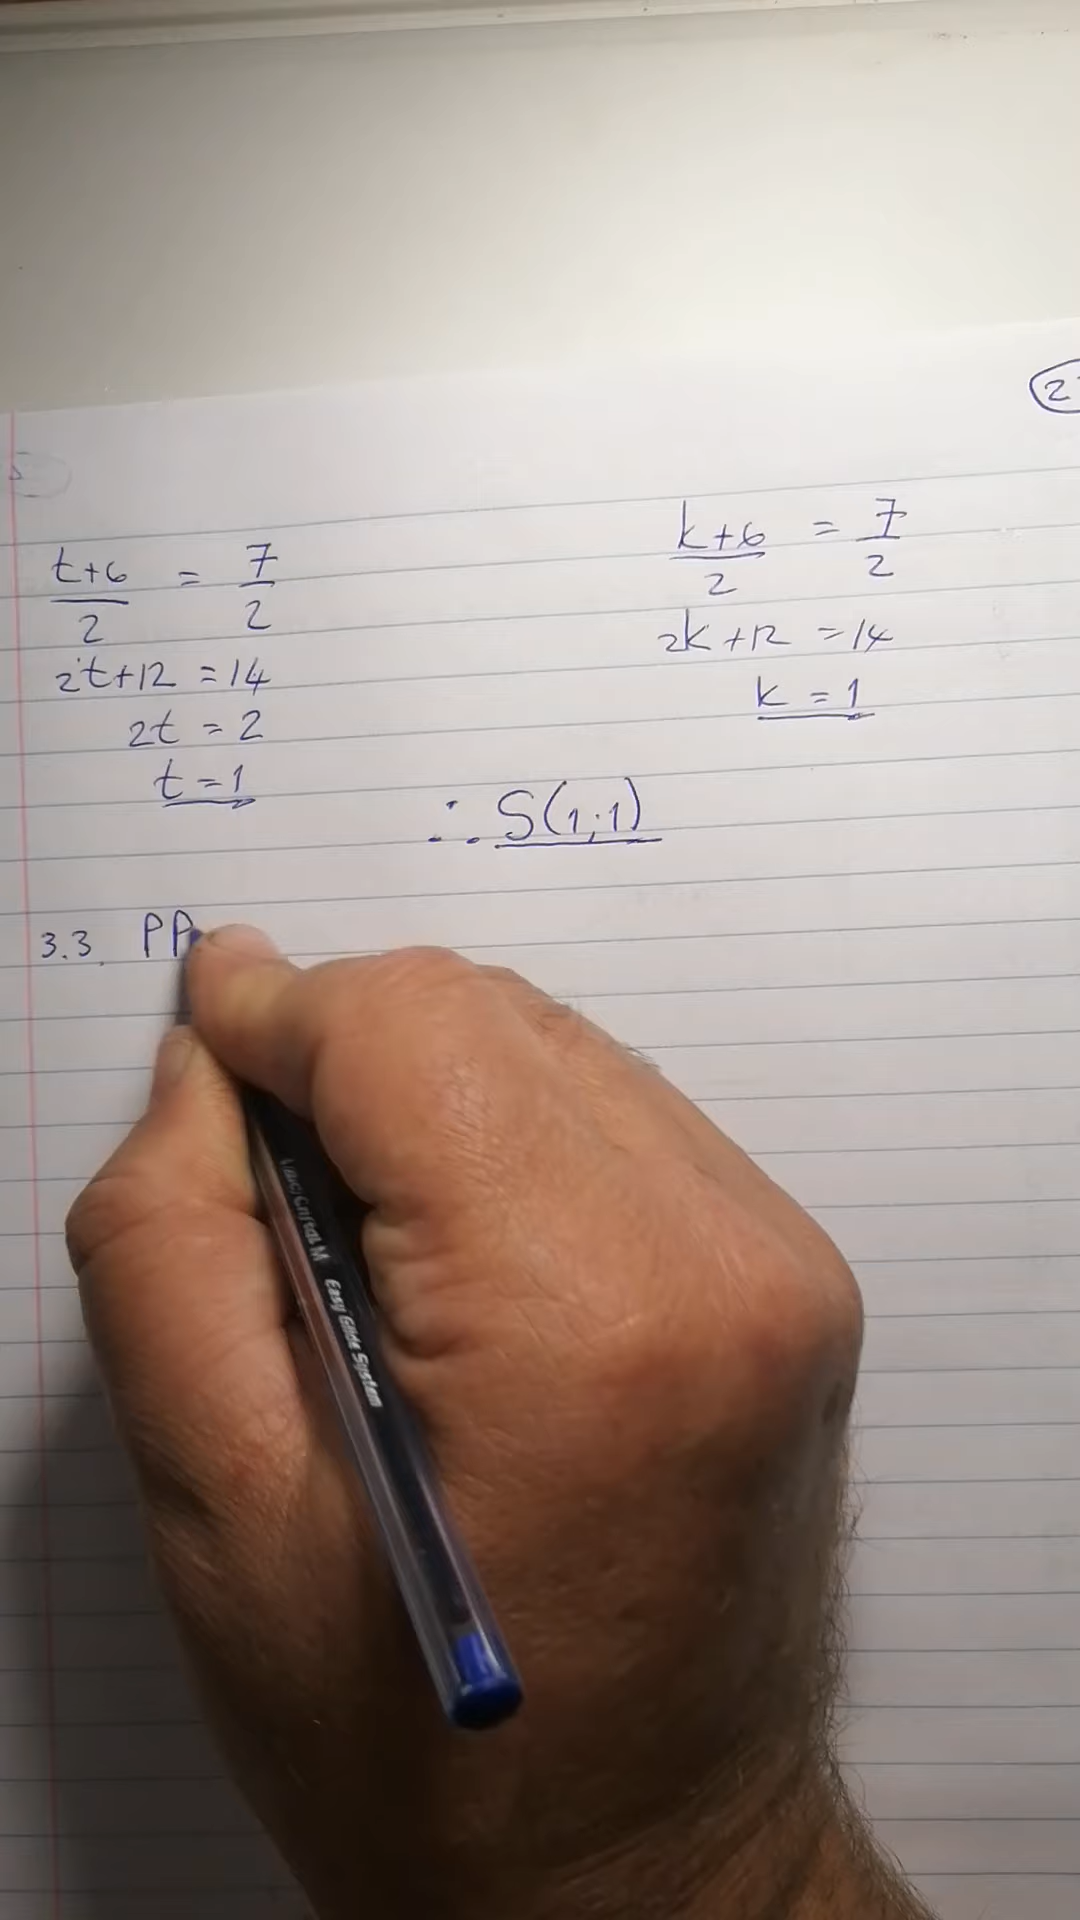 2
t+6/2 = 7/2
2t+12 = 14
2t = 2
t = 1
k+6/2 = 7/2
2k+12 = 14
k = 1
∴ S(1;1)
3.3. PP
Cristal M Easy Glide System